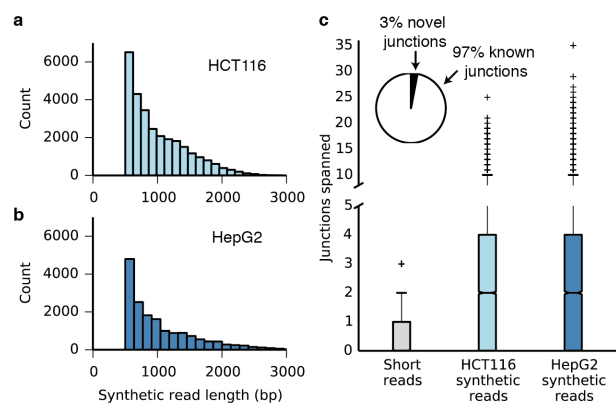 a
HCT116
Count
6000
4000
2000
0
0 1000 2000 3000
b
HepG2
Count
6000
4000
2000
0
0 1000 2000 3000
Synthetic read length (bp)
c
3% novel
junctions
97% known
junctions
Junctions spanned
35
30
25
20
15
10
5
4
3
2
1
0
Short
reads
HCT116
synthetic
reads
HepG2
synthetic
reads